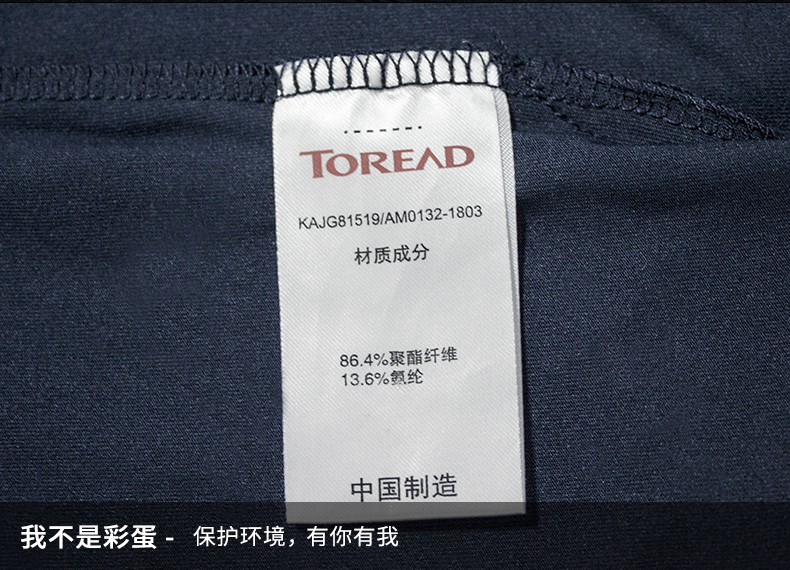 TOREAD
KAJG81519/AM0132-1803
材质成分
86.4%聚酯纤维
13.6%氨纶
中国制造
我不是彩蛋 - 保护环境，有你有我